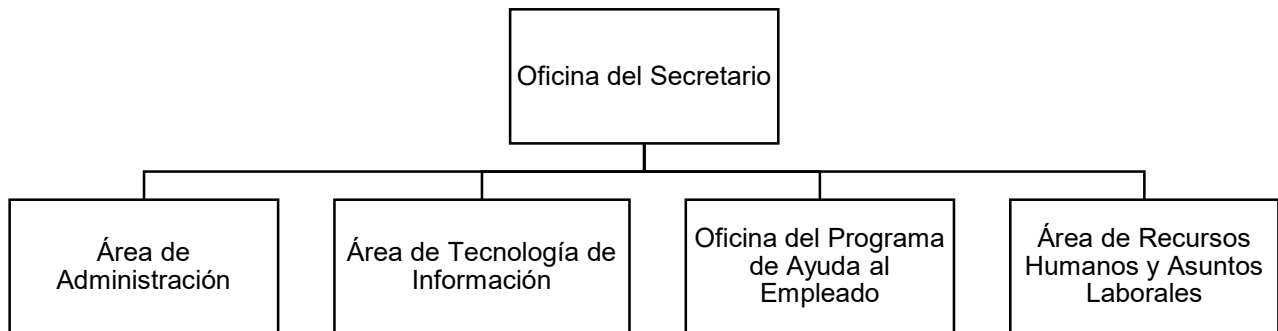 Oficina del Secretario
Área de
Administración
Área de Tecnología de
Información
Oficina del Programa
de Ayuda al
Empleado
Área de Recursos
Humanos y Asuntos
Laborales